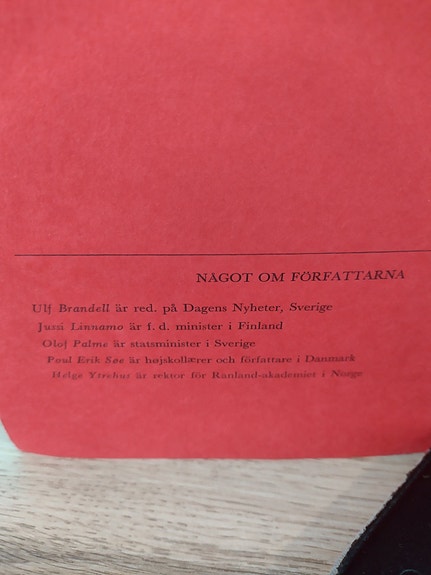 NÅGOT OM FÖRFATTARNA
Ulf Brandell är red. på Dagens Nyheter, Sverige
Jussi Linnamo är f. d. minister i Finland
Olof Palme är statsminister i Sverige
Poul Erik Søe är højskollærer och författare i Danmark
Helge Ytrehus är rektor för Ranland-akademiet i Norge